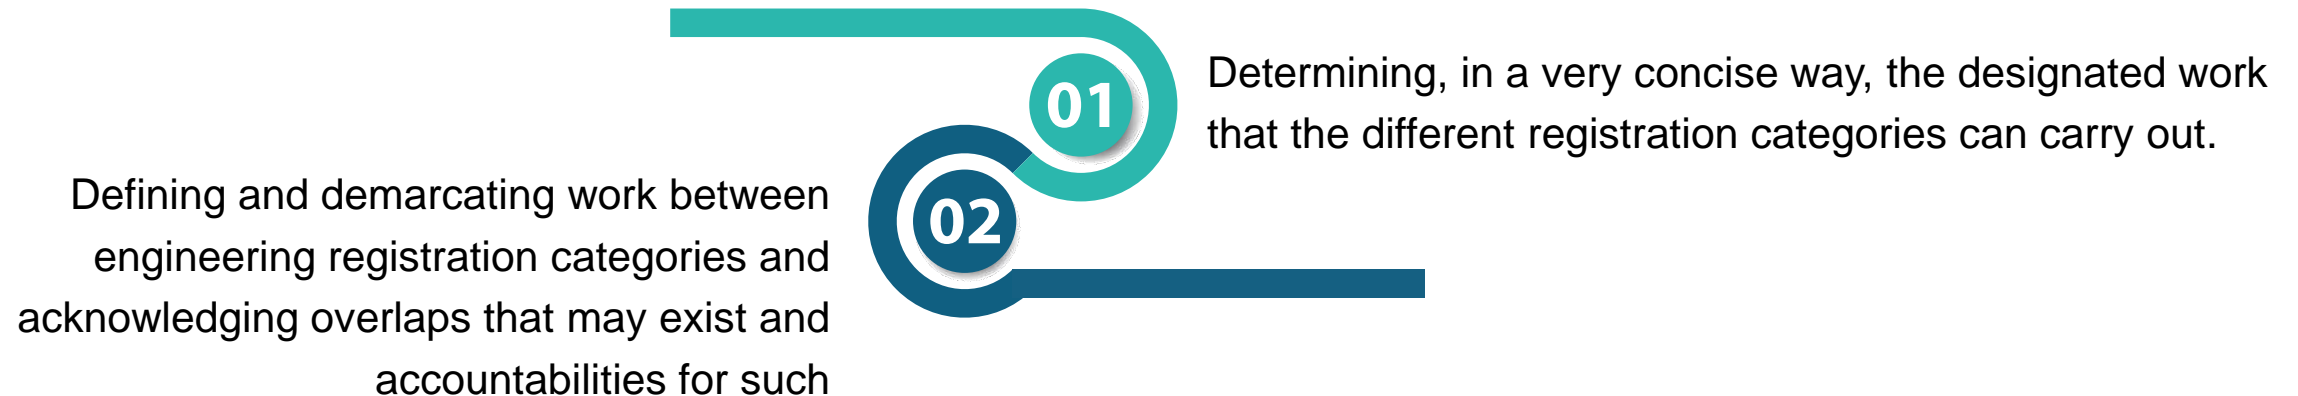 01
Determining, in a very concise way, the designated work
that the different registration categories can carry out.
02
Defining and demarcating work between
engineering registration categories and
acknowledging overlaps that may exist and
accountabilities for such